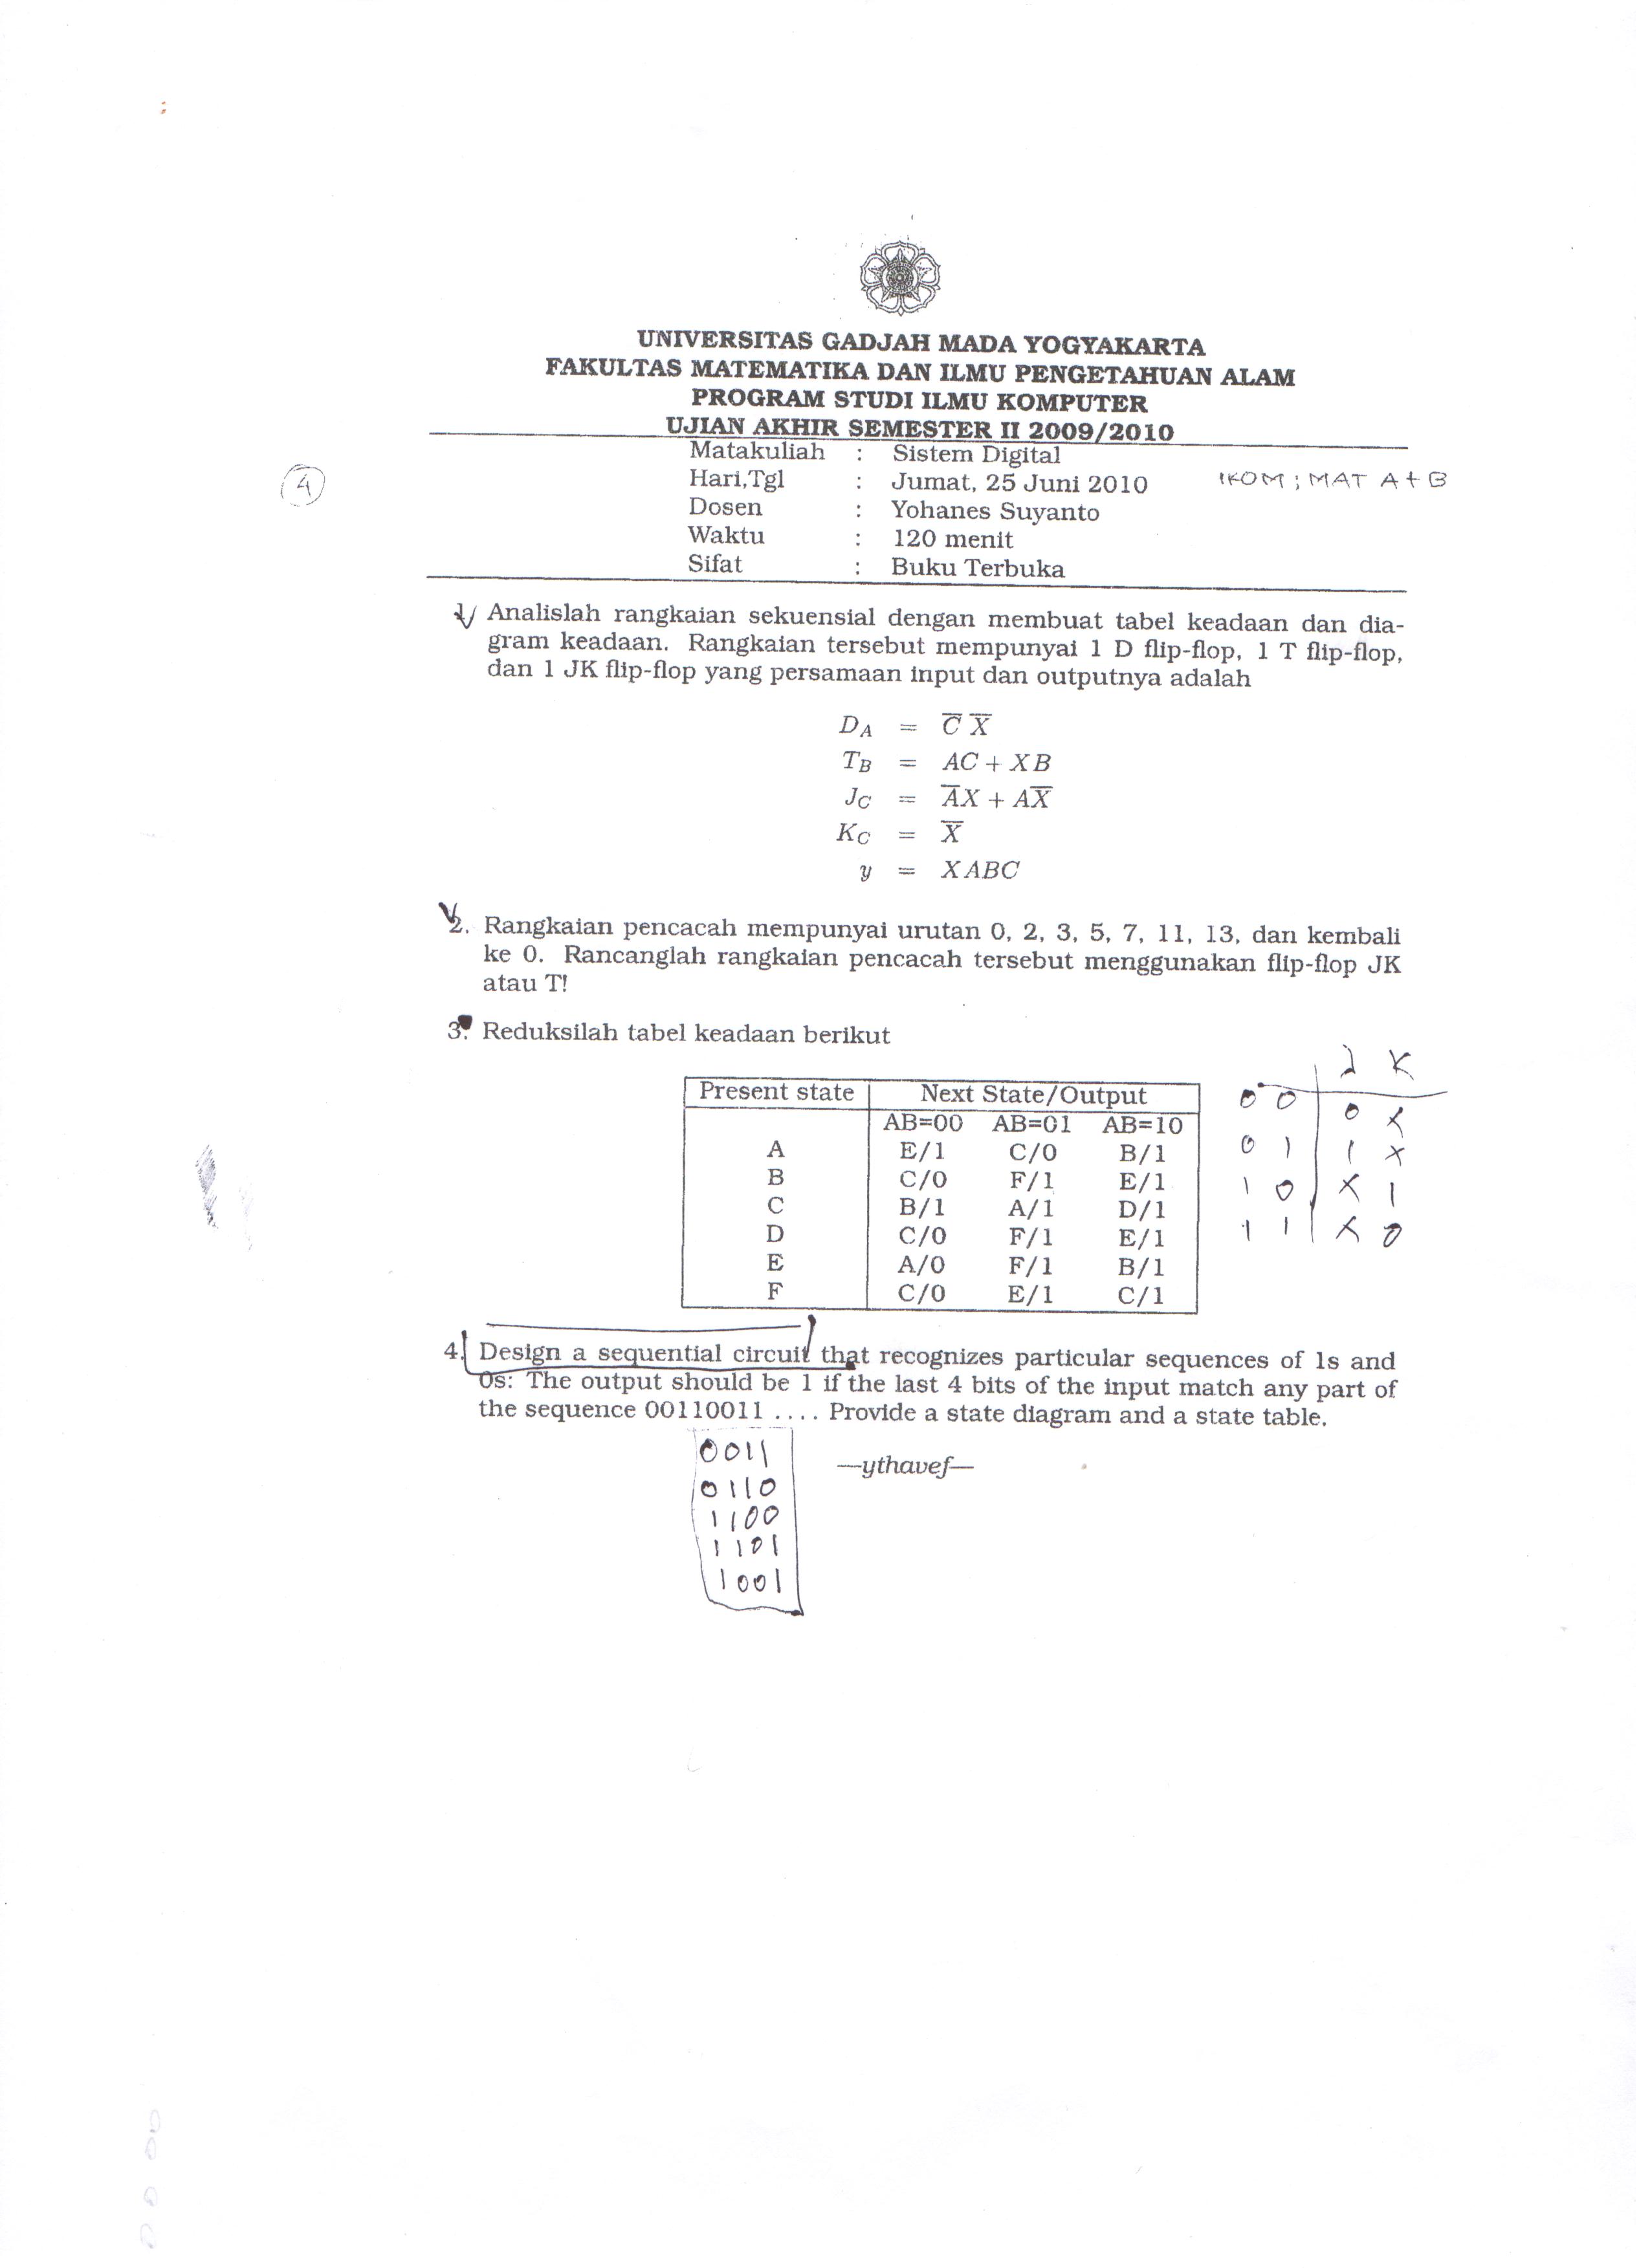 UNIVERSITAS GADJAH MADA YOGYAKARTA
FAKULTAS MATEMATIKA DAN ILMU PENGETAHUAN ALAM
PROGRAM STUDI ILMU KOMPUTER
UJIAN AKHIR SEMESTER II 2009/2010
Matakuliah : Sistem Digital
Hari,Tgl : Jumat, 25 Juni 2010
IKOM ; MAT A + B
4
Dosen : Yohanes Suyanto
Waktu : 120 menit
Sifat : Buku Terbuka
1. Analislah rangkaian sekuensial dengan membuat tabel keadaan dan dia-
gram keadaan. Rangkaian tersebut mempunyai 1 D flip-flop, 1 T flip-flop,
dan 1 JK flip-flop yang persamaan input dan outputnya adalah
D_A = C̅ X̅
T_B = AC + XB
J_C = A̅X + AX̅
K_C = X̅
y = XABC
2. Rangkaian pencacah mempunyai urutan 0, 2, 3, 5, 7, 11, 13, dan kembali
ke 0. Rancanglah rangkaian pencacah tersebut menggunakan flip-flop JK
atau T!
3. Reduksilah tabel keadaan berikut
Present state Next State/Output
AB=00 AB=01 AB=10
A E/1 C/0 B/1
B C/0 F/1 E/1
C B/1 A/1 D/1
D C/0 F/1 E/1
E A/0 F/1 B/1
F C/0 E/1 C/1
J K
0 0 0 X
0 1 1 X
1 0 X 1
1 1 X 0
4. Design a sequential circuit that recognizes particular sequences of 1s and
0s: The output should be 1 if the last 4 bits of the input match any part of
the sequence 00110011 .... Provide a state diagram and a state table.
0011
0110
1100
1101
1001
—ythavef—